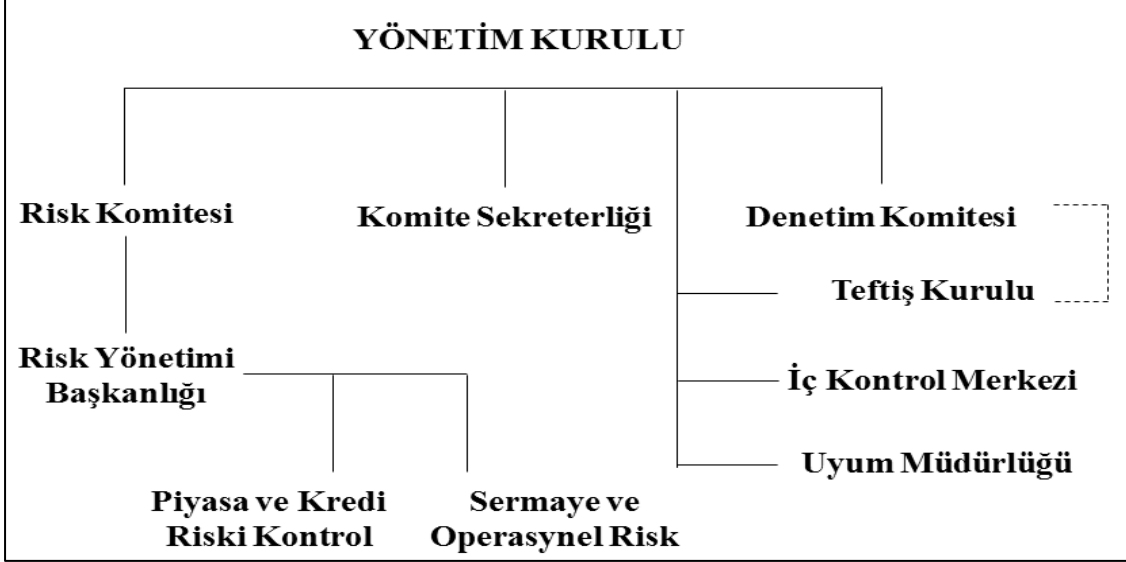 YÖNETİM KURULU
Risk Komitesi
Komite Sekreterliği
Denetim Komitesi
Teftiş Kurulu
Risk Yönetimi
Başkanlığı
İç Kontrol Merkezi
Uyum Müdürlüğü
Piyasa ve Kredi
Riski Kontrol
Sermaye ve
Operasynel Risk